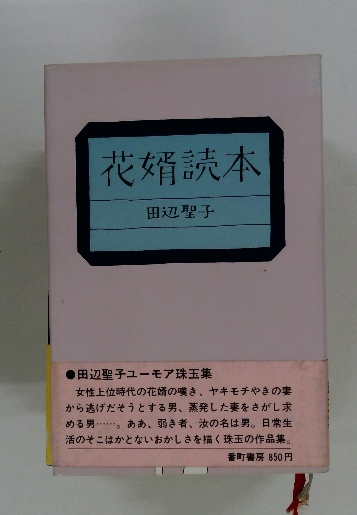 花婿読本
田辺聖子
●田辺聖子ユーモア珠玉集
女性上位時代の花婿の嘆き、ヤキモチやきの妻
から逃げだそうとする男、蒸発した妻をさがし求
める男……。ああ、弱き者、汝の名は男。日常生
活のそこはかとないおかしさを描く珠玉の作品集。
番町書房 850円